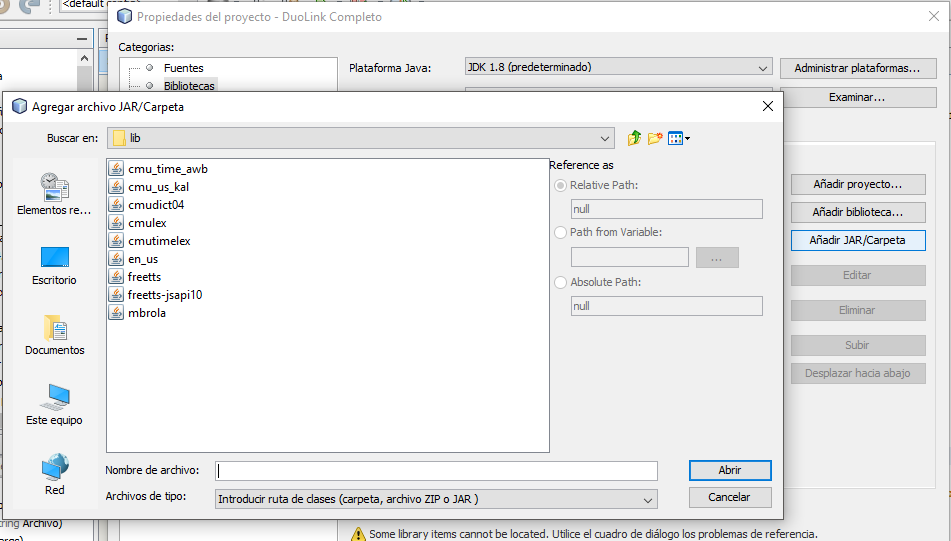 <default config>
Propiedades del proyecto - DuoLink Completo
Categorias:
Fuentes
Bibliotecas
Plataforma Java:
JDK 1.8 (predeterminado)
Administrar plataformas...
Examinar...
Agregar archivo JAR/Carpeta
Buscar en:
lib
Elementos re...
Escritorio
Documentos
Este equipo
Red
cmu_time_awb
cmu_us_kal
cmudict04
cmulex
cmutimelex
en_us
freetts
freetts-jsapi10
mbrola
Reference as
Relative Path:
null
Path from Variable:
...
Absolute Path:
null
Añadir proyecto...
Añadir biblioteca...
Añadir JAR/Carpeta
Editar
Eliminar
Subir
Desplazar hacia abajo
Nombre de archivo:
Abrir
Archivos de tipo:
Introducir ruta de clases (carpeta, archivo ZIP o JAR )
Cancelar
tring Archivo)
Some library items cannot be located. Utilice el cuadro de diálogo los problemas de referencia.